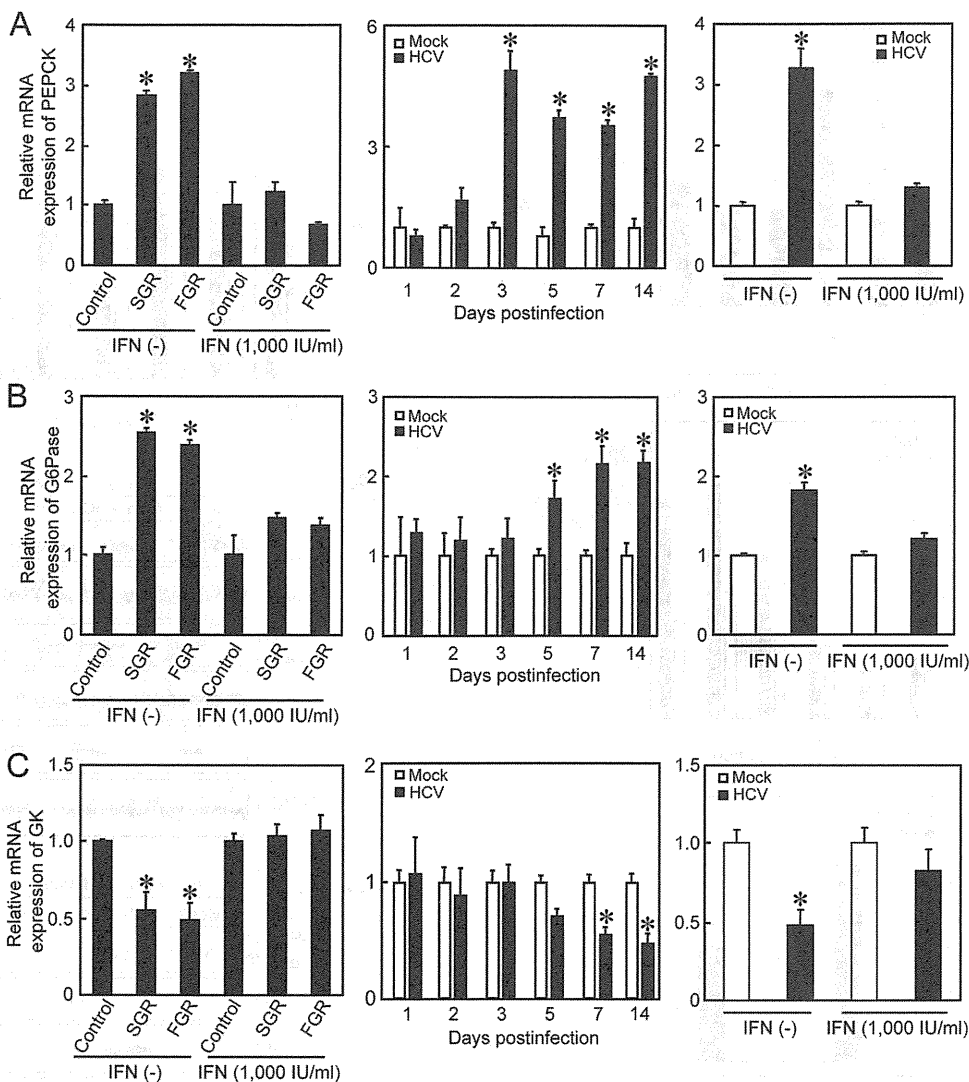 A
Relative mRNA
expression of PEPCK
4
3
2
1
0
*
*
Control
SGR
FGR
Control
SGR
FGR
IFN (-)
IFN (1,000 IU/ml)
6
3
0
Mock
HCV
*
*
*
*
1 2 3 5 7 14
Days postinfection
4
3
2
1
0
Mock
HCV
*
IFN (-)
IFN (1,000 IU/ml)
B
Relative mRNA
expression of G6Pase
3
2
1
0
*
*
Control
SGR
FGR
Control
SGR
FGR
IFN (-)
IFN (1,000 IU/ml)
3
2
1
0
Mock
HCV
*
*
*
1 2 3 5 7 14
Days postinfection
3
2
1
0
Mock
HCV
*
IFN (-)
IFN (1,000 IU/ml)
C
Relative mRNA
expression of GK
1.5
1.0
0.5
0
*
*
Control
SGR
FGR
Control
SGR
FGR
IFN (-)
IFN (1,000 IU/ml)
2
1
0
Mock
HCV
*
*
1 2 3 5 7 14
Days postinfection
1.5
1.0
0.5
0
Mock
HCV
*
IFN (-)
IFN (1,000 IU/ml)